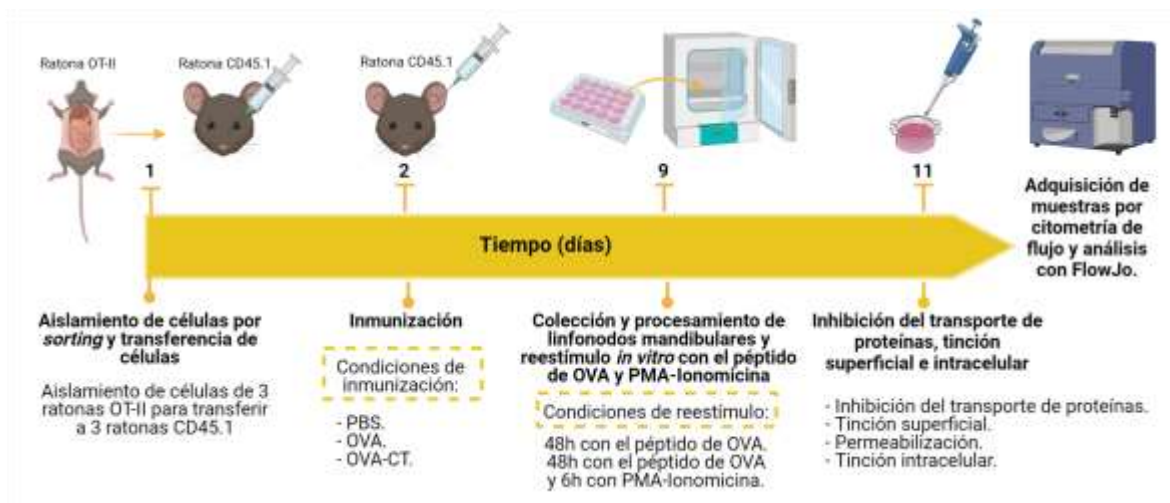 Ratona OT-II
Ratona CD45.1
Ratona CD45.1
1
2
9
11
Adquisición de
muestras por
citometría de
flujo y análisis
con FlowJo.
Tiempo (días)
Aislamiento de células por
sorting y transferencia de
células
Aislamiento de células de 3
ratonas OT-II para transferir
a 3 ratonas CD45.1
Inmunización
Condiciones de
inmunización:
- PBS.
- OVA.
- OVA-CT.
Colección y procesamiento de
linfonodos mandibulares y
reestímulo in vitro con el péptido
de OVA y PMA-Ionomicina
Condiciones de reestímulo:
48h con el péptido de OVA.
48h con el péptido de OVA
y 6h con PMA-Ionomicina.
Inhibición del transporte de
proteínas, tinción
superficial e intracelular
- Inhibición del transporte de proteínas.
- Tinción superficial.
- Permeabilización.
- Tinción intracelular.